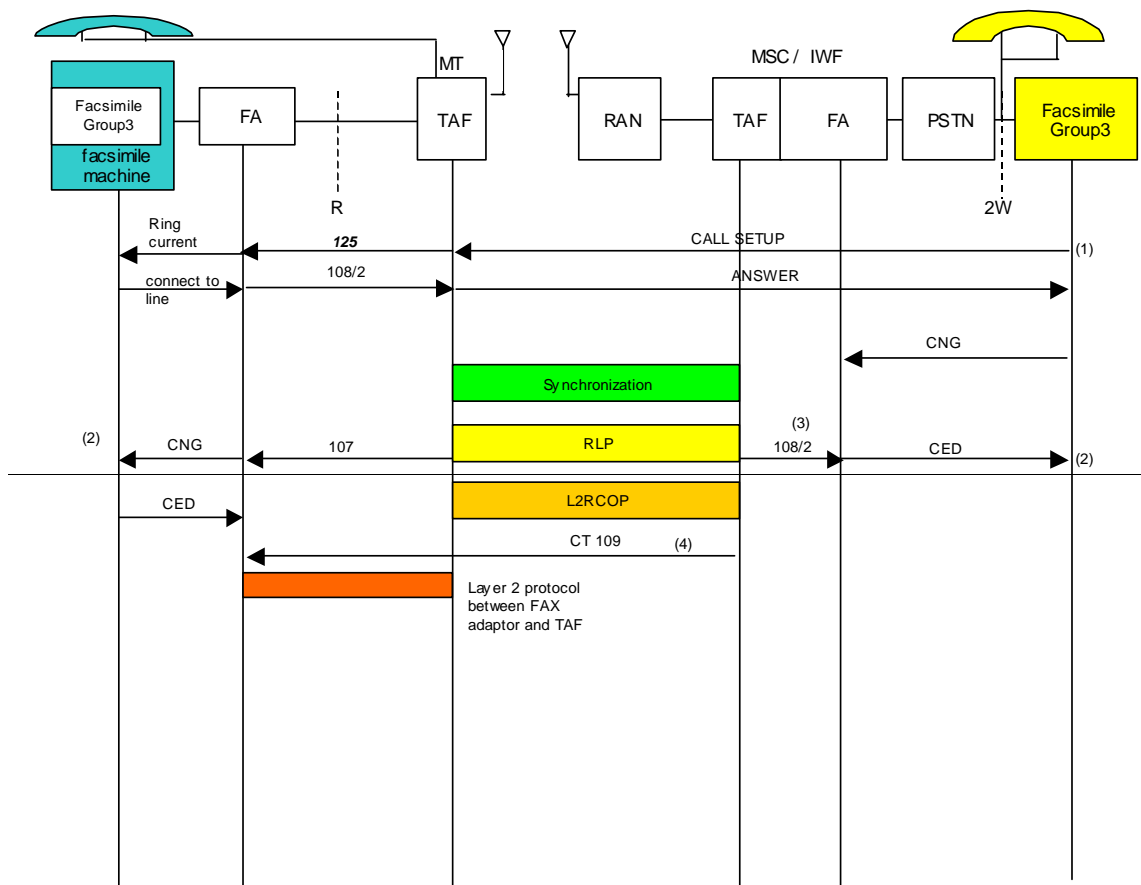 MT
MSC / IWF
Facsimile
Group3
facsimile
machine
FA
TAF
RAN
TAF
FA
PSTN
Facsimile
Group3
R
2W
Ring
current
125
CALL SETUP
(1)
connect to
line
108/2
ANSWER
CNG
Synchronization
(2)
CNG
107
RLP
(3)
108/2
CED
(2)
CED
L2RCOP
CT 109
(4)
Layer 2 protocol
between FAX
adaptor and TAF